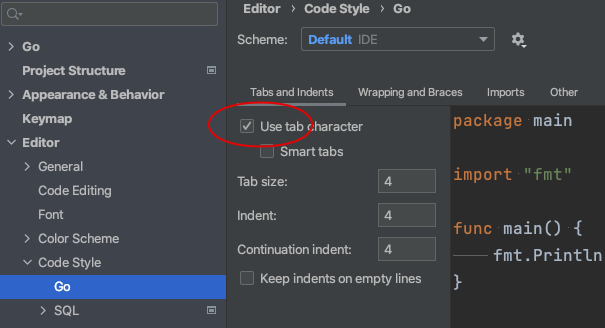 Editor › Code Style › Go
Scheme: Default IDE
Tabs and Indents Wrapping and Braces Imports Other
Go
Project Structure
Appearance & Behavior
Keymap
Editor
General
Code Editing
Font
Color Scheme
Code Style
Go
SQL
Use tab character
Smart tabs
Tab size: 4
Indent: 4
Continuation indent: 4
Keep indents on empty lines
package main
import "fmt"
func main() {
fmt.Println
}